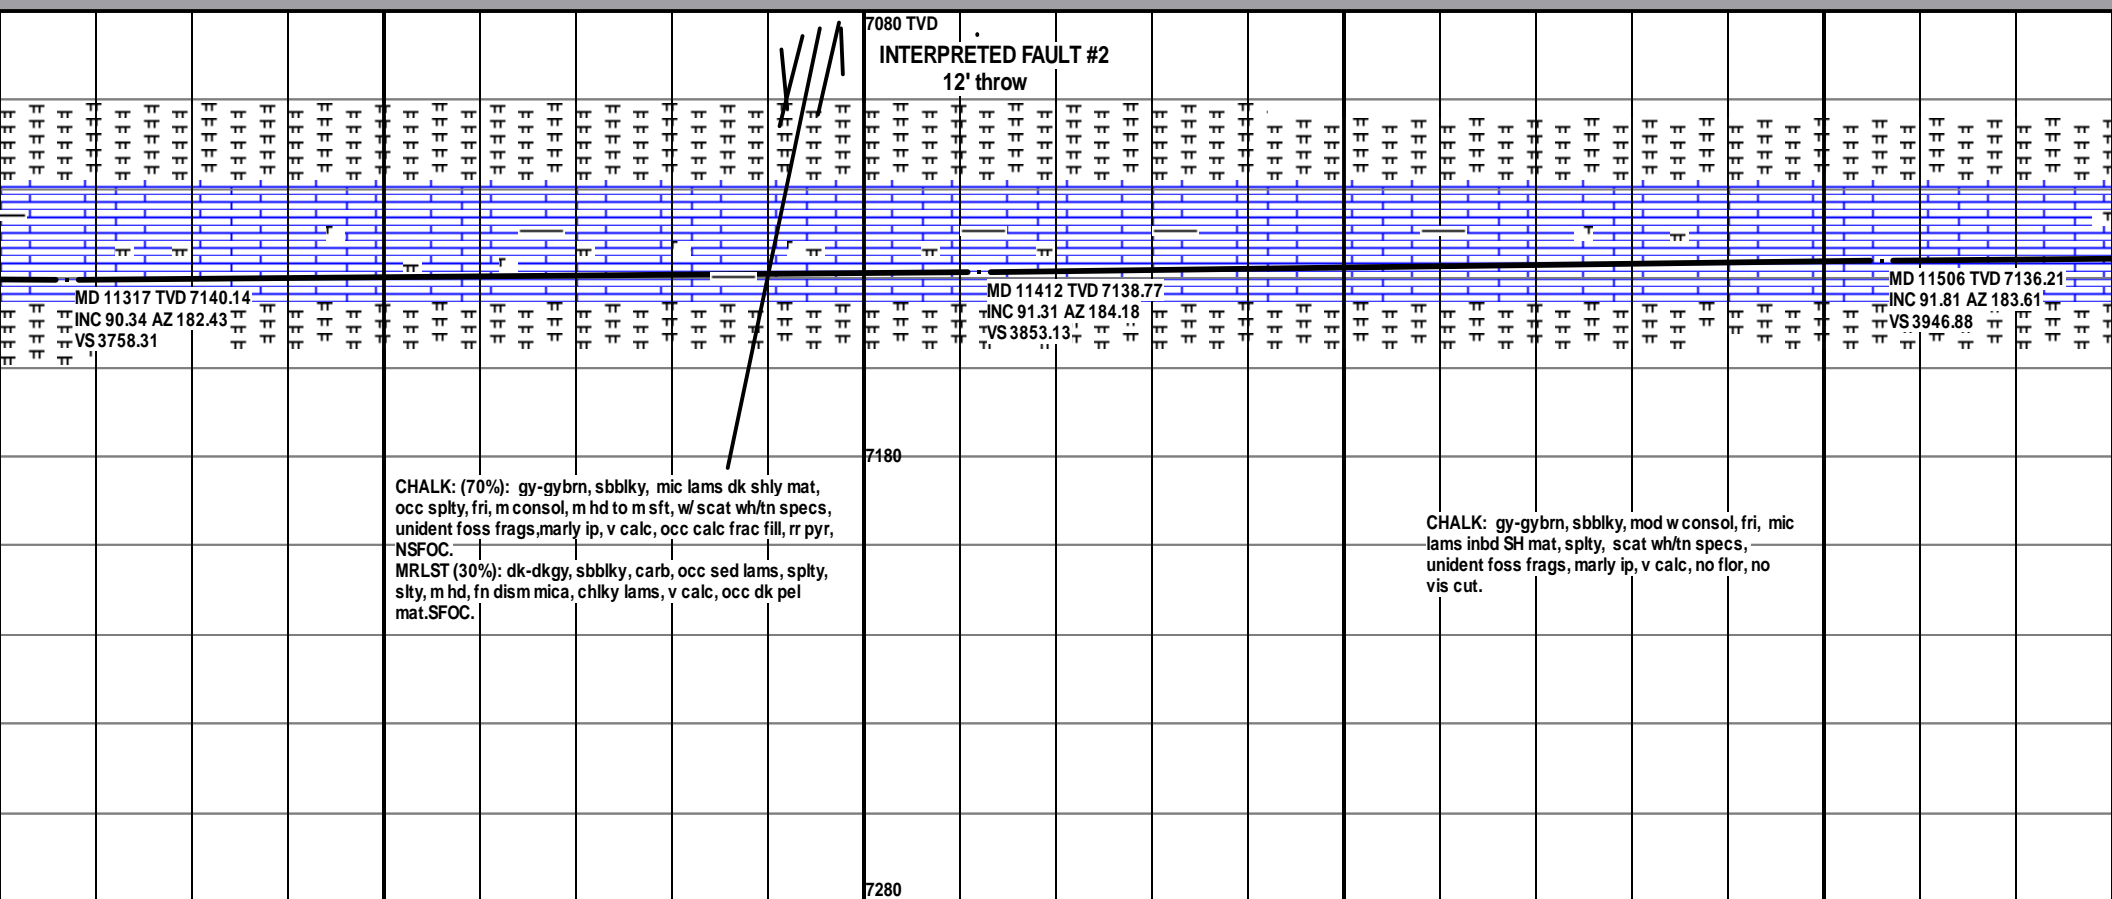 7080 TVD
INTERPRETED FAULT #2
12' throw
MD 11317 TVD 7140.14
INC 90.34 AZ 182.43
VS 3758.31
MD 11412 TVD 7138.77
INC 91.31 AZ 184.18
VS 3853.13
MD 11506 TVD 7136.21
INC 91.81 AZ 183.61
VS 3946.88
7180
CHALK: (70%): gy-gybrn, sbblky, mic lams dk shly mat,
occ splty, fri, m consol, m hd to m sft, w/ scat wh/tn specs,
unident foss frags,marly ip, v calc, occ calc frac fill, rr pyr,
NSFOC.
MRLST (30%): dk-dkgy, sbblky, carb, occ sed lams, splty,
slty, m hd, fn dism mica, chlky lams, v calc, occ dk pel
mat.SFOC.
CHALK: gy-gybrn, sbblky, mod w consol, fri, mic
lams inbd SH mat, splty, scat wh/tn specs,
unident foss frags, marly ip, v calc, no flor, no
vis cut.
7280